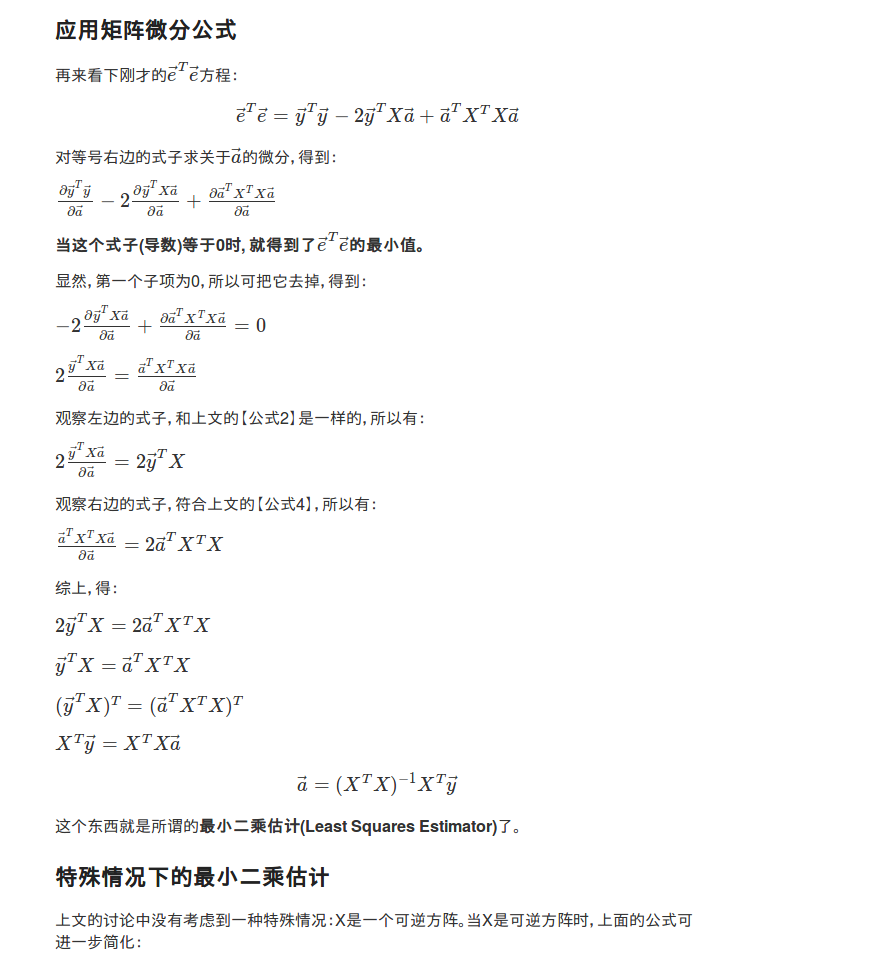 应用矩阵微分公式
再来看下刚才的$\vec{e}^T\vec{e}$方程:
$\vec{e}^T\vec{e} = \vec{y}^T\vec{y} - 2\vec{y}^TX\vec{a} + \vec{a}^TX^TX\vec{a}$
对等号右边的式子求关于$\vec{a}$的微分,得到:
$\frac{\partial\vec{y}^T\vec{y}}{\partial\vec{a}} - 2\frac{\partial\vec{y}^TX\vec{a}}{\partial\vec{a}} + \frac{\partial\vec{a}^TX^TX\vec{a}}{\partial\vec{a}}$
当这个式子(导数)等于0时,就得到了$\vec{e}^T\vec{e}$的最小值。
显然,第一个子项为0,所以可把它去掉,得到:
$-2\frac{\partial\vec{y}^TX\vec{a}}{\partial\vec{a}} + \frac{\partial\vec{a}^TX^TX\vec{a}}{\partial\vec{a}} = 0$
$2\frac{\vec{y}^TX\vec{a}}{\partial\vec{a}} = \frac{\vec{a}^TX^TX\vec{a}}{\partial\vec{a}}$
观察左边的式子,和上文的【公式2】是一样的,所以有:
$2\frac{\vec{y}^TX\vec{a}}{\partial\vec{a}} = 2\vec{y}^TX$
观察右边的式子,符合上文的【公式4】,所以有:
$\frac{\vec{a}^TX^TX\vec{a}}{\partial\vec{a}} = 2\vec{a}^TX^TX$
综上,得:
$2\vec{y}^TX = 2\vec{a}^TX^TX$
$\vec{y}^TX = \vec{a}^TX^TX$
$(\vec{y}^TX)^T = (\vec{a}^TX^TX)^T$
$X^T\vec{y} = X^TX\vec{a}$
$\vec{a} = (X^TX)^{-1}X^T\vec{y}$
这个东西就是所谓的最小二乘估计(Least Squares Estimator)了。
特殊情况下的最小二乘估计
上文的讨论中没有考虑到一种特殊情况:X是一个可逆方阵。当X是可逆方阵时,上面的公式可
进一步简化: